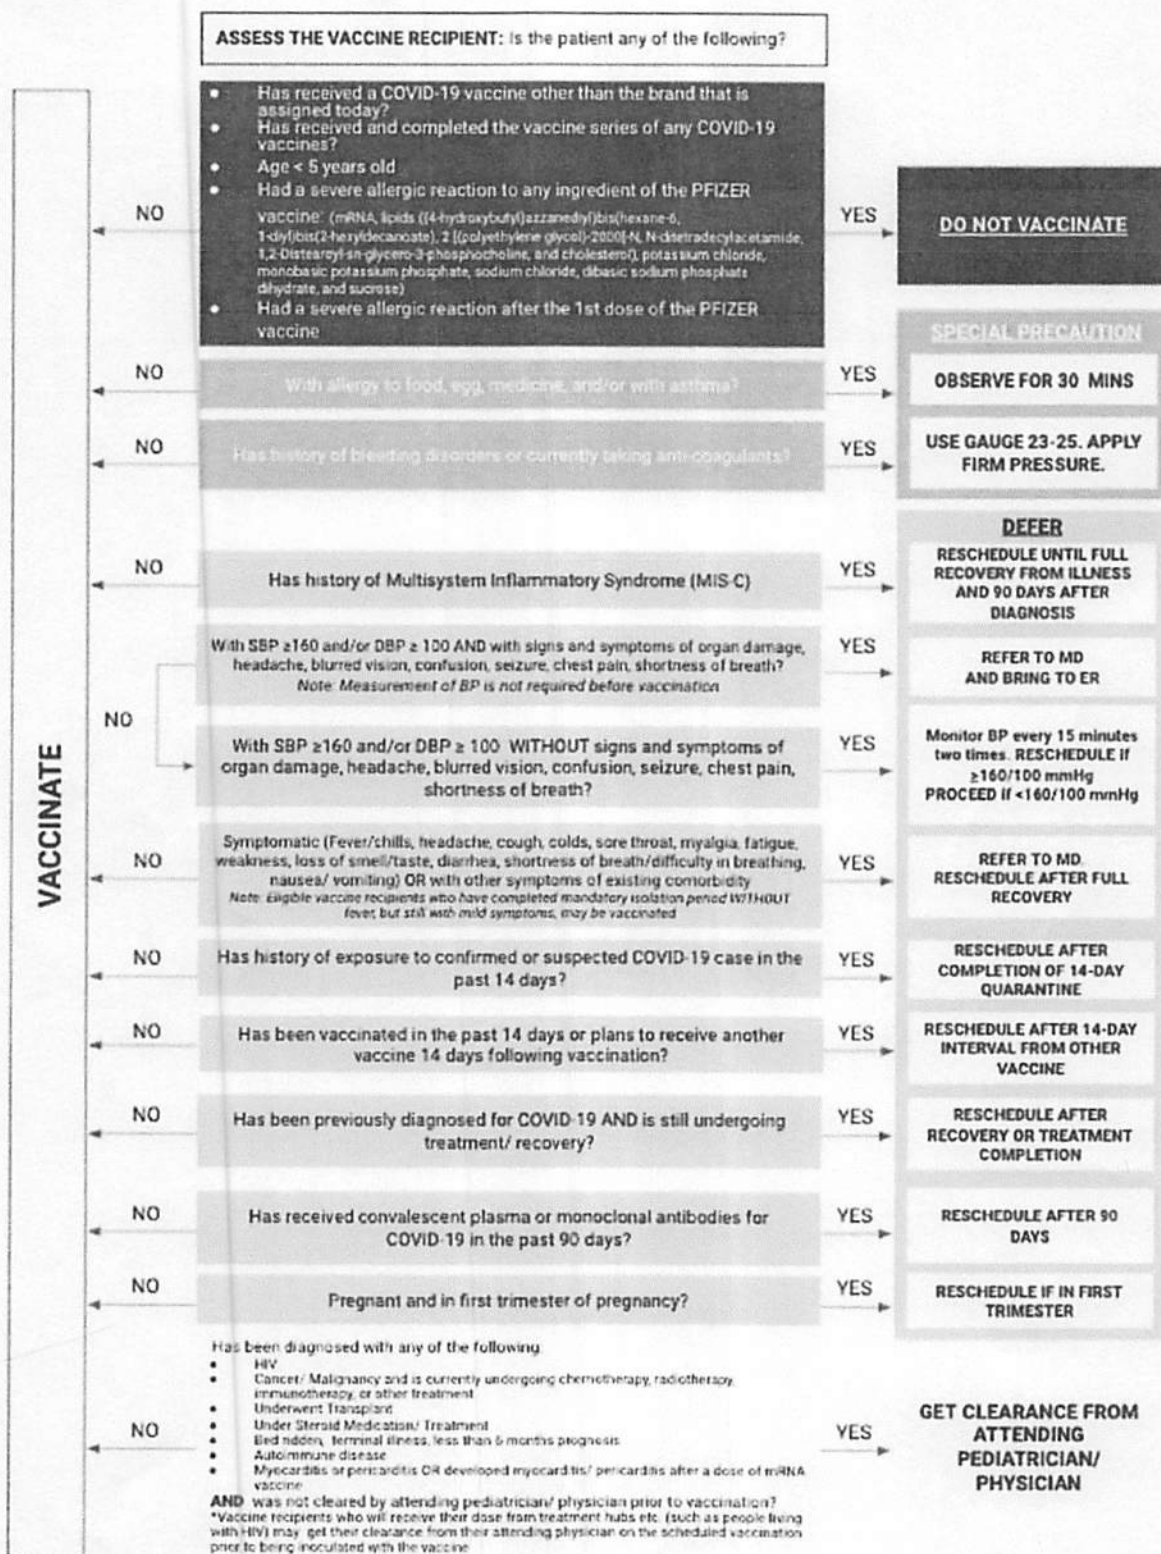 ASSESS THE VACCINE RECIPIENT: Is the patient any of the following?
• Has received a COVID-19 vaccine other than the brand that is
assigned today?
• Has received and completed the vaccine series of any COVID-19
vaccines?
• Age < 5 years old
• Had a severe allergic reaction to any ingredient of the PFIZER
vaccine: (mRNA, lipids ((4-hydroxybutyl)azanediyl)bis(hexane-6,
1-diyl)bis(2-hexyldecanoate), 2 [(polyethylene glycol)-2000]-N, N-ditetradecylacetamide,
1,2-Distearoyl-sn-glycero-3-phosphocholine, and cholesterol), potassium chloride,
monobasic potassium phosphate, sodium chloride, dibasic sodium phosphate
dihydrate, and sucrose)
• Had a severe allergic reaction after the 1st dose of the PFIZER
vaccine
NO
YES
DO NOT VACCINATE
SPECIAL PRECAUTION
NO
With allergy to food, egg, medicine, and/or with asthma?
YES
OBSERVE FOR 30 MINS
NO
Has history of bleeding disorders or currently taking anti-coagulants?
YES
USE GAUGE 23-25. APPLY
FIRM PRESSURE.
DEFER
NO
Has history of Multisystem Inflammatory Syndrome (MIS-C)
YES
RESCHEDULE UNTIL FULL
RECOVERY FROM ILLNESS
AND 90 DAYS AFTER
DIAGNOSIS
With SBP ≥160 and/or DBP ≥ 100 AND with signs and symptoms of organ damage,
headache, blurred vision, confusion, seizure, chest pain, shortness of breath?
Note: Measurement of BP is not required before vaccination
YES
REFER TO MD
AND BRING TO ER
NO
With SBP ≥160 and/or DBP ≥ 100 WITHOUT signs and symptoms of
organ damage, headache, blurred vision, confusion, seizure, chest pain,
shortness of breath?
YES
Monitor BP every 15 minutes
two times. RESCHEDULE if
≥160/100 mmHg
PROCEED if <160/100 mmHg
VACCINATE
NO
Symptomatic (Fever/chills, headache, cough, colds, sore throat, myalgia, fatigue,
weakness, loss of smell/taste, diarrhea, shortness of breath/difficulty in breathing,
nausea/ vomiting) OR with other symptoms of existing comorbidity
Note: Eligible vaccine recipients who have completed mandatory isolation period WITHOUT
fever, but still with mild symptoms, may be vaccinated
YES
REFER TO MD.
RESCHEDULE AFTER FULL
RECOVERY
NO
Has history of exposure to confirmed or suspected COVID-19 case in the
past 14 days?
YES
RESCHEDULE AFTER
COMPLETION OF 14-DAY
QUARANTINE
NO
Has been vaccinated in the past 14 days or plans to receive another
vaccine 14 days following vaccination?
YES
RESCHEDULE AFTER 14-DAY
INTERVAL FROM OTHER
VACCINE
NO
Has been previously diagnosed for COVID-19 AND is still undergoing
treatment/ recovery?
YES
RESCHEDULE AFTER
RECOVERY OR TREATMENT
COMPLETION
NO
Has received convalescent plasma or monoclonal antibodies for
COVID-19 in the past 90 days?
YES
RESCHEDULE AFTER 90
DAYS
NO
Pregnant and in first trimester of pregnancy?
YES
RESCHEDULE IF IN FIRST
TRIMESTER
Has been diagnosed with any of the following:
• HIV
• Cancer/ Malignancy and is currently undergoing chemotherapy, radiotherapy,
immunotherapy, or other treatment
• Underwent Transplant
• Under Steroid Medication/ Treatment
• Bed ridden, terminal illness, less than 6 months prognosis
• Autoimmune disease
• Myocarditis or pericarditis OR developed myocarditis/ pericarditis after a dose of mRNA
vaccine
AND was not cleared by attending pediatrician/ physician prior to vaccination?
*Vaccine recipients who will receive their dose from treatment hubs etc. (such as people living
with HIV) may get their clearance from their attending physician on the scheduled vaccination
prior to being inoculated with the vaccine
NO
YES
GET CLEARANCE FROM
ATTENDING
PEDIATRICIAN/
PHYSICIAN